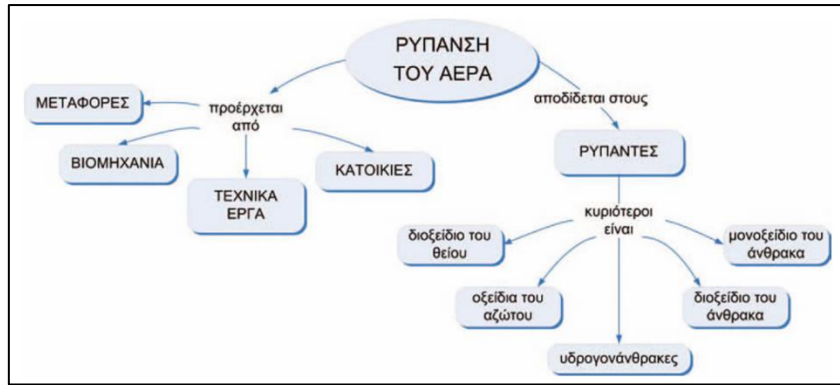 ΡΥΠΑΝΣΗ
ΤΟΥ ΑΕΡΑ
προέρχεται
από
ΜΕΤΑΦΟΡΕΣ
ΒΙΟΜΗΧΑΝΙΑ
ΤΕΧΝΙΚΑ
ΕΡΓΑ
ΚΑΤΟΙΚΙΕΣ
αποδίδεται στους
ΡΥΠΑΝΤΕΣ
κυριότεροι
είναι
διοξείδιο του
θείου
οξείδια του
αζώτου
υδρογονάνθρακες
διοξείδιο του
άνθρακα
μονοξείδιο του
άνθρακα